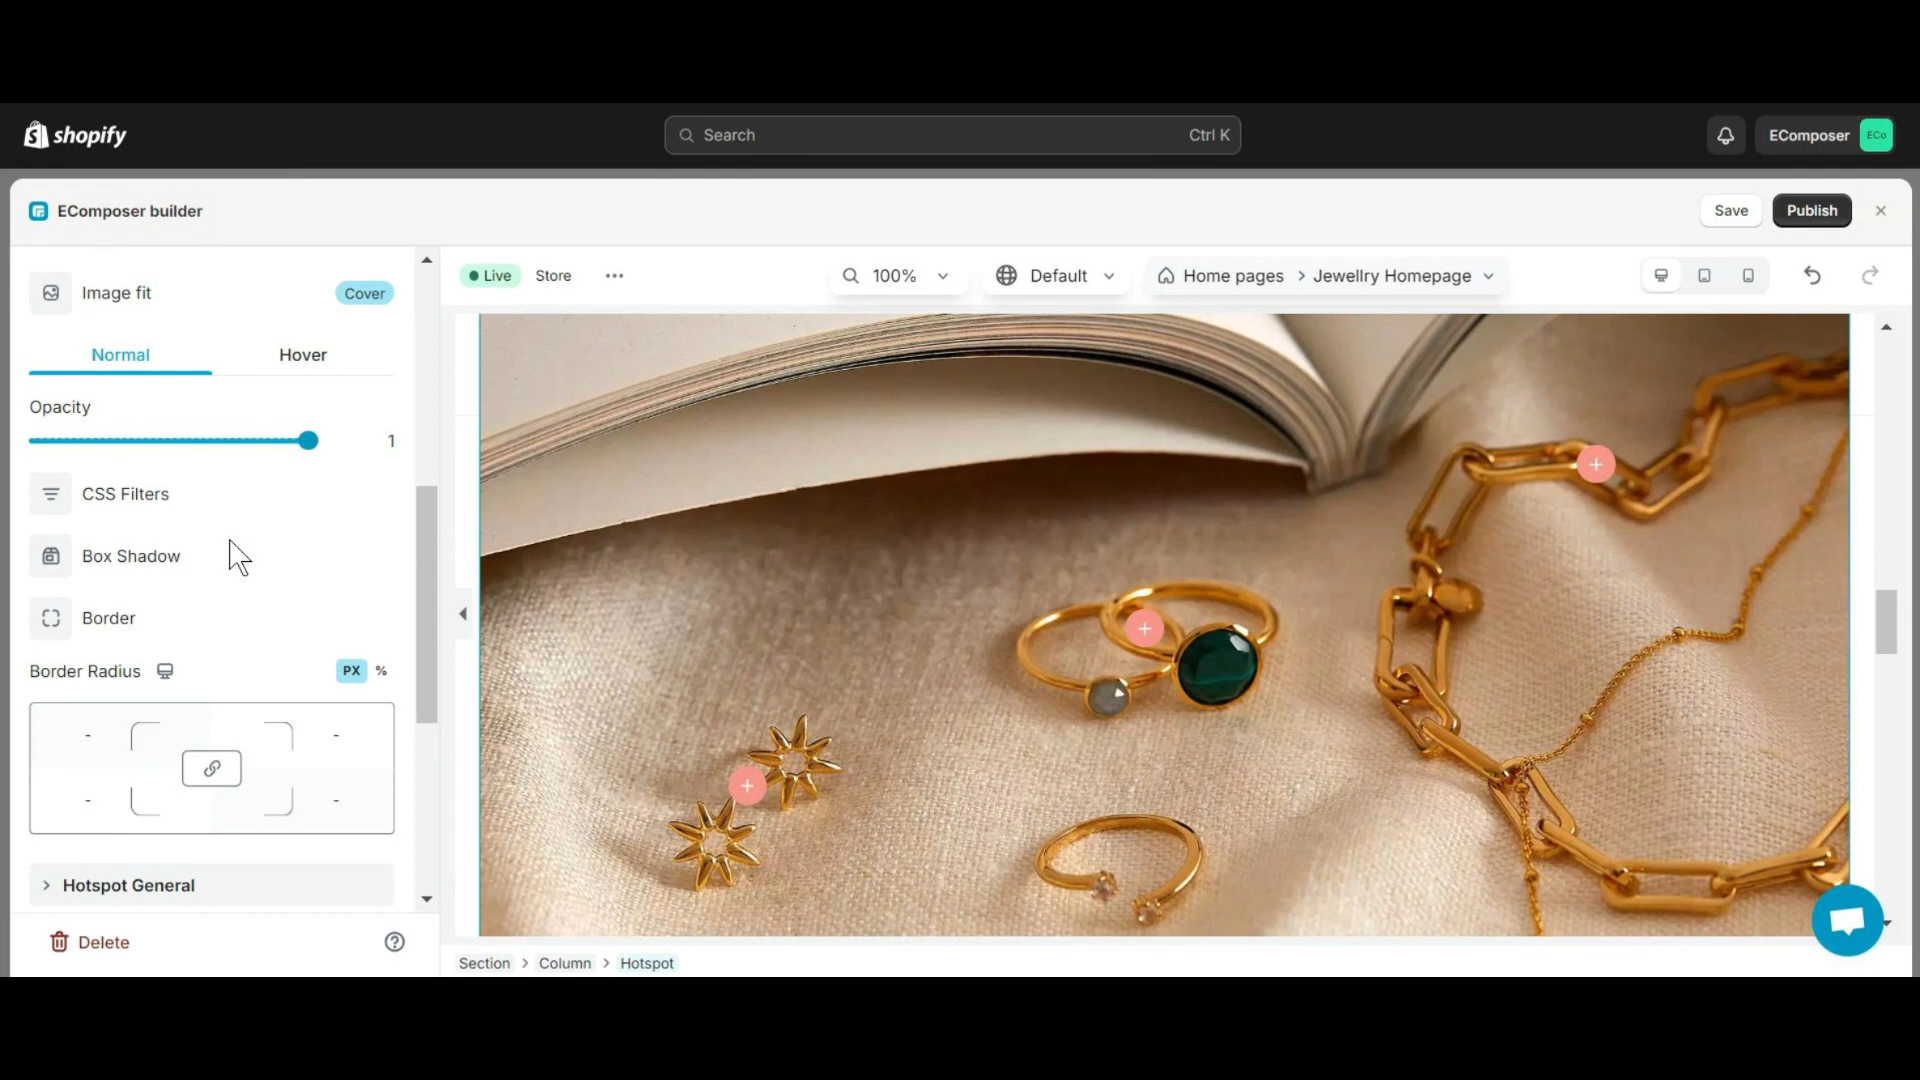 shopify
Search
Ctrl K
EComposer
ECo
EComposer builder
Save
Publish
Image fit
Cover
Normal
Hover
Opacity
1
CSS Filters
Box Shadow
Border
Border Radius
PX
%
-
-
-
-
Hotspot General
Delete
Live
Store
100%
Default
Home pages > Jewellry Homepage
Section > Column > Hotspot